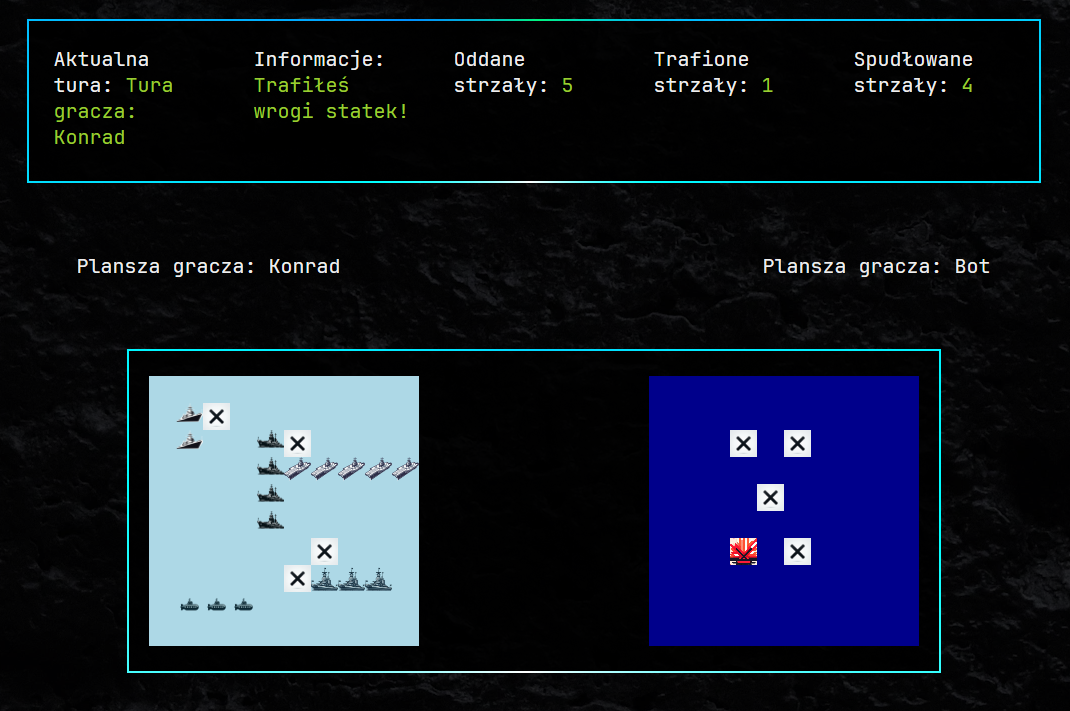 Aktualna
tura: Tura
gracza:
Konrad
Informacje:
Trafiłeś
wrogi statek!
Oddane
strzały: 5
Trafione
strzały: 1
Spudłowane
strzały: 4
Plansza gracza: Konrad
Plansza gracza: Bot